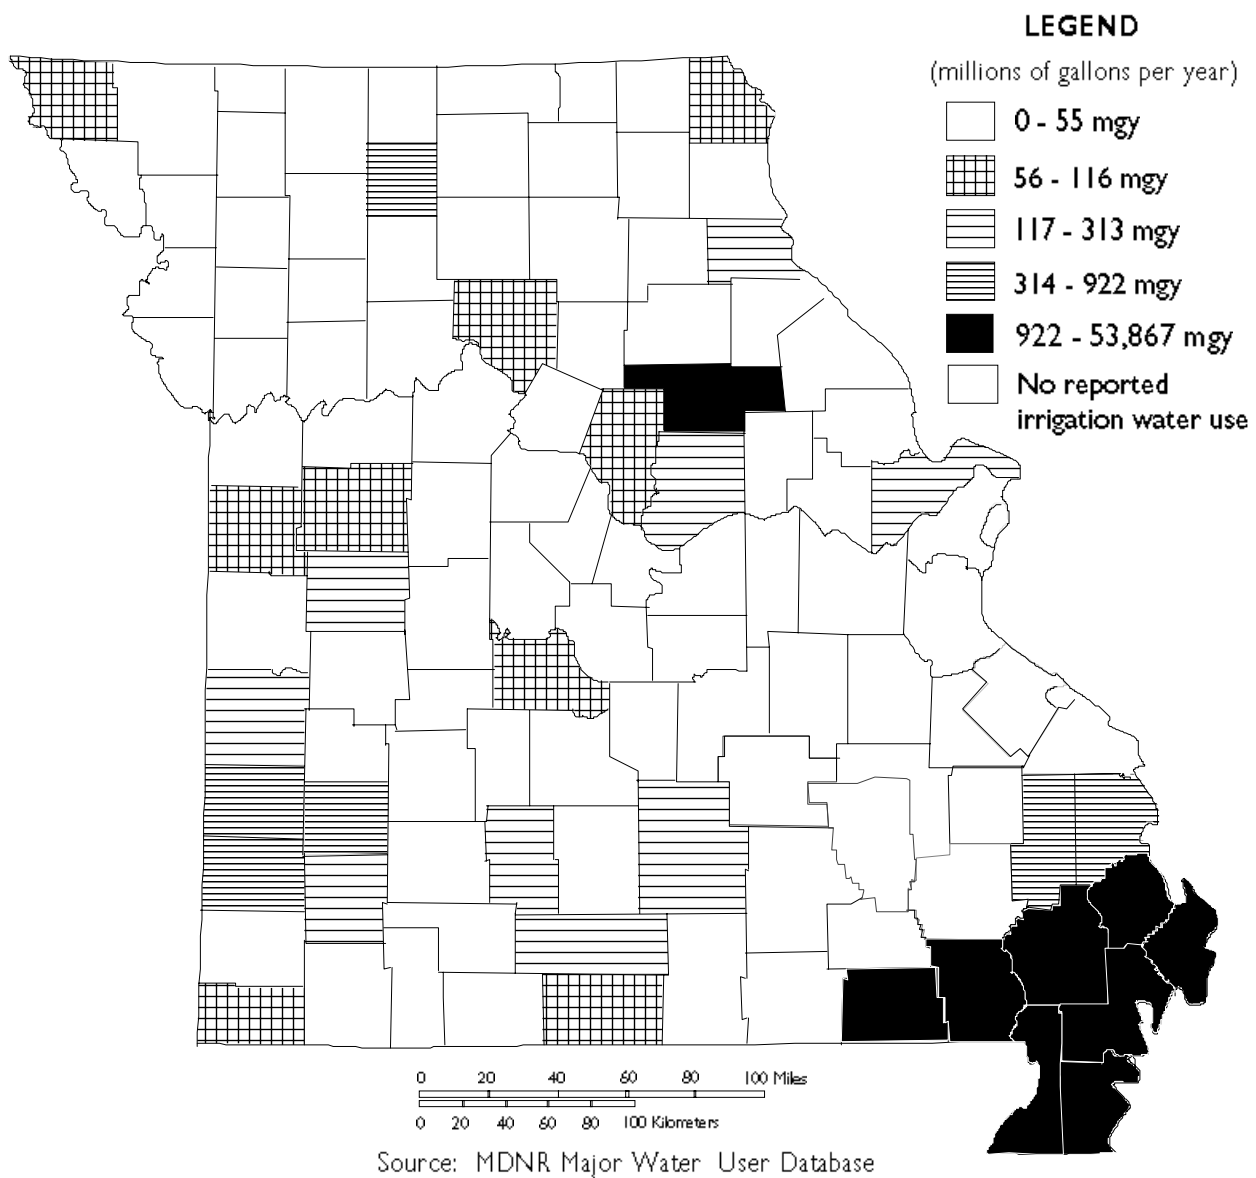 LEGEND
(millions of gallons per year)
0 - 55 mgy
56 - 116 mgy
117 - 313 mgy
314 - 922 mgy
922 - 53,867 mgy
No reported
irrigation water use
0 20 40 60 80 100 Miles
0 20 40 60 80 100 Kilometers
Source: MDNR Major Water User Database